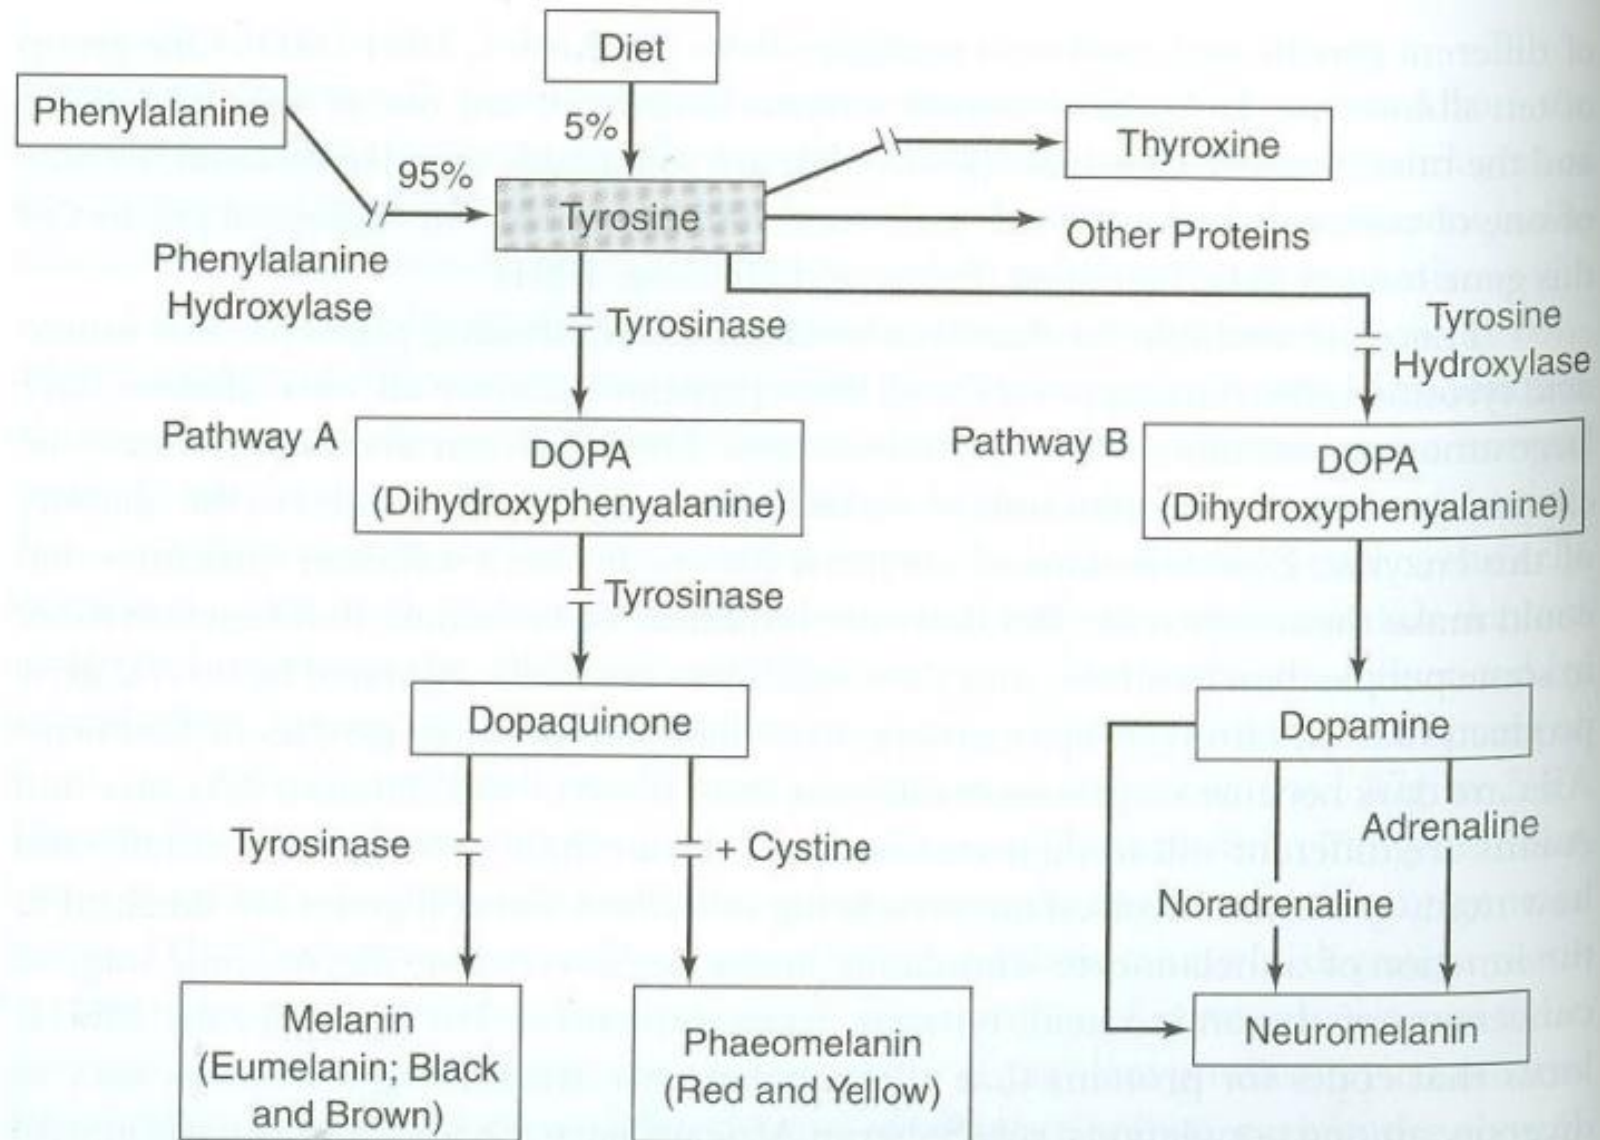 Diet
Phenylalanine
5%
Thyroxine
95%
Tyrosine
Other Proteins
Phenylalanine
Hydroxylase
Tyrosinase
Tyrosine
Hydroxylase
Pathway A
DOPA
(Dihydroxyphenyalanine)
Pathway B
DOPA
(Dihydroxyphenyalanine)
Tyrosinase
Dopaquinone
Dopamine
Tyrosinase
+ Cystine
Adrenaline
Noradrenaline
Melanin
(Eumelanin; Black
and Brown)
Phaeomelanin
(Red and Yellow)
Neuromelanin